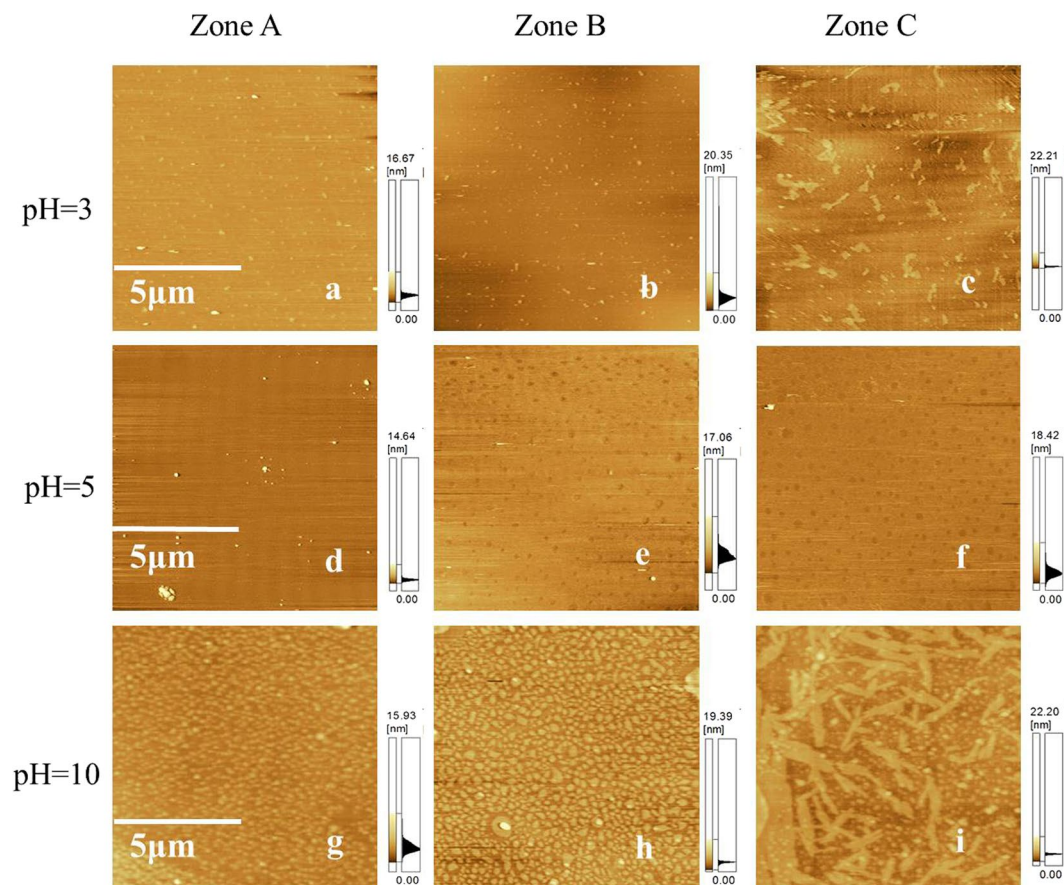 Zone A Zone B Zone C
pH=3
16.67
[nm]
0.00
5μm
a
20.35
[nm]
0.00
b
22.21
[nm]
0.00
c
pH=5
14.64
[nm]
0.00
5μm
d
17.06
[nm]
0.00
e
18.42
[nm]
0.00
f
pH=10
15.93
[nm]
0.00
5μm
g
19.39
[nm]
0.00
h
22.20
[nm]
0.00
i